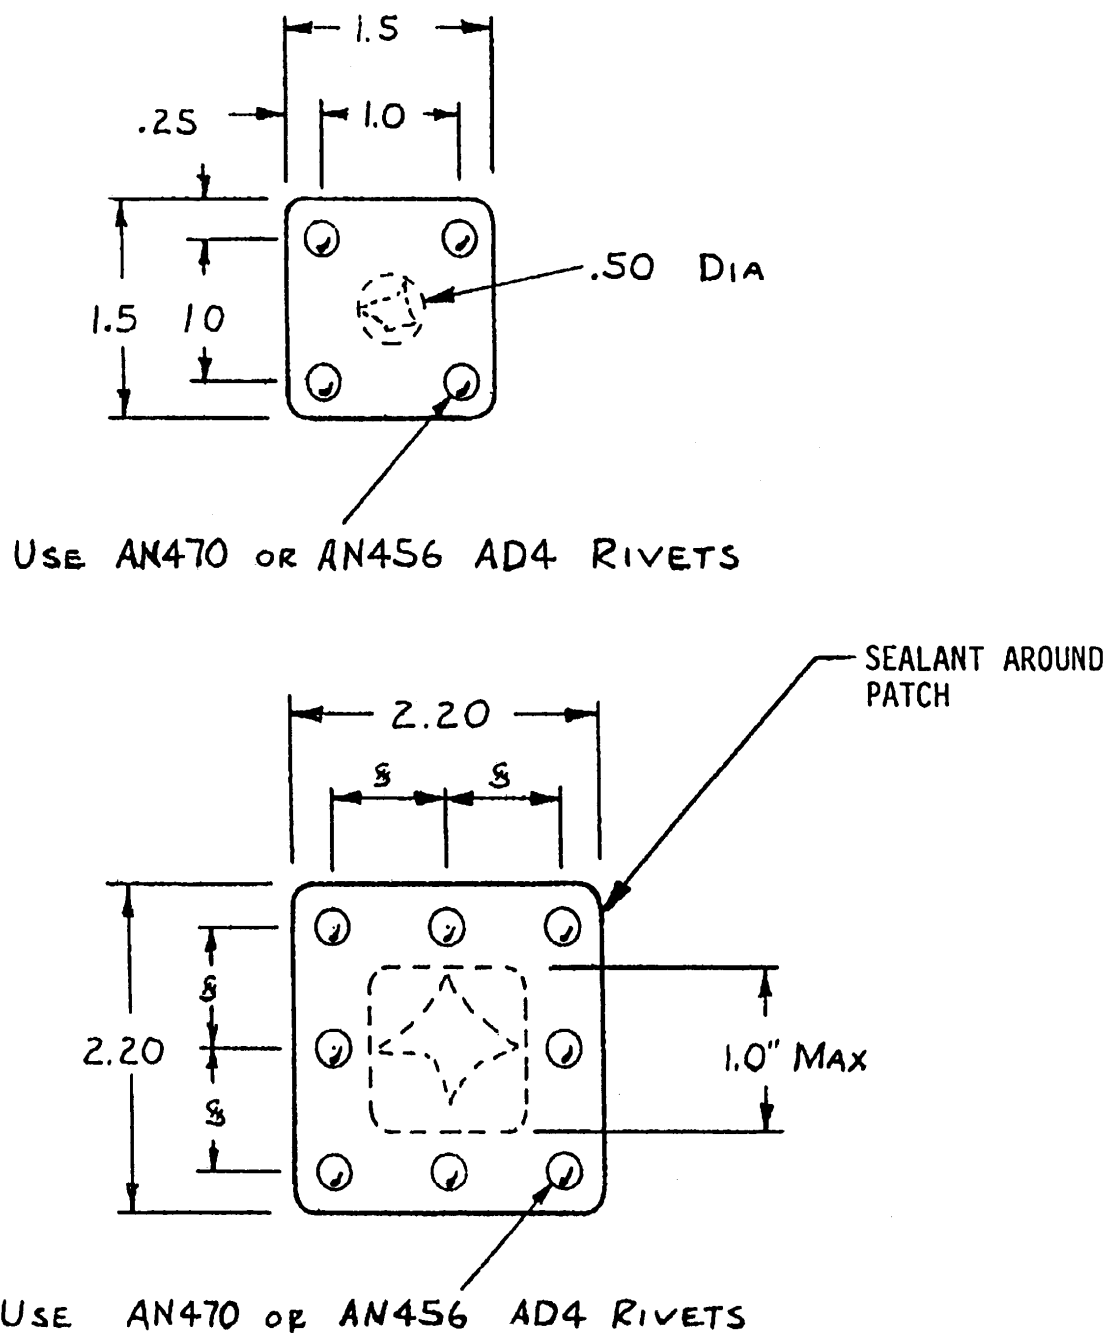 1.5
.25
1.0
1.5
10
.50 DIA
USE AN470 OR AN456 AD4 RIVETS
SEALANT AROUND
PATCH
2.20
2.20
1.0" MAX
USE AN470 OR AN456 AD4 RIVETS